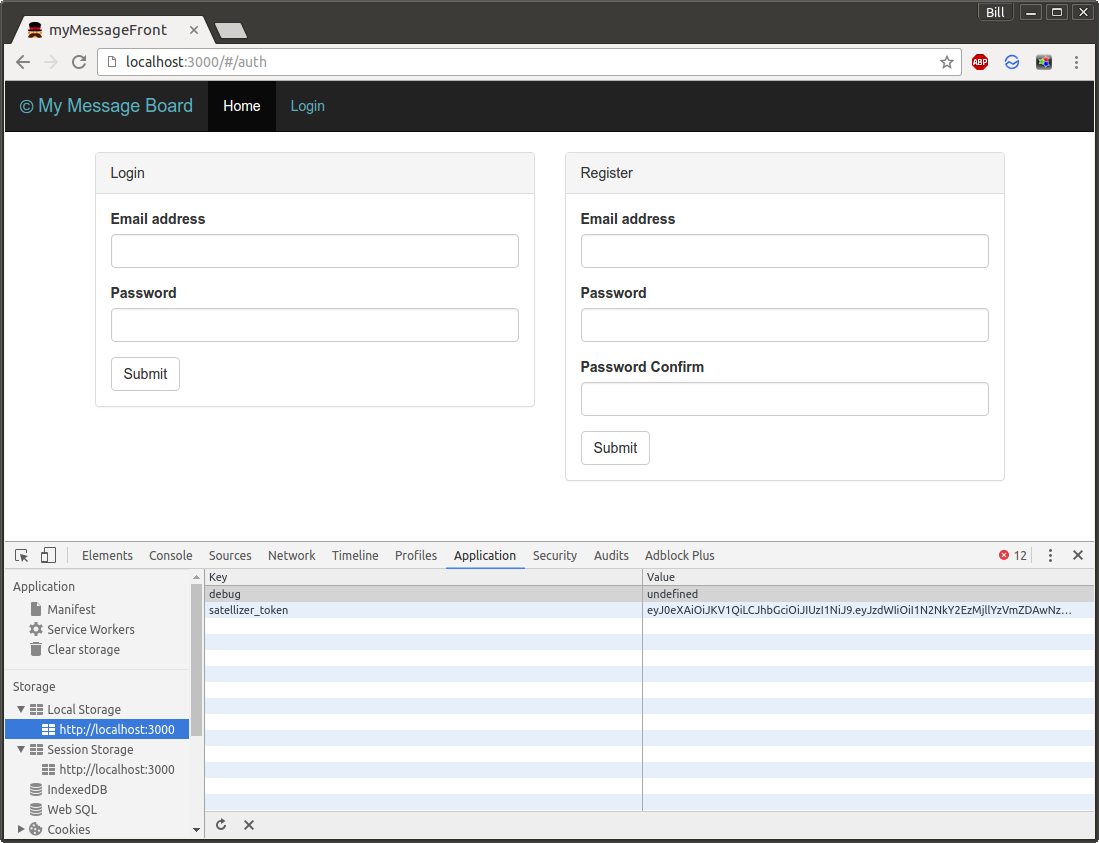 Bill
myMessageFront
localhost:3000/#/auth
ABP
© My Message Board Home Login
Login
Email address
Password
Submit
Register
Email address
Password
Password Confirm
Submit
Elements Console Sources Network Timeline Profiles Application Security Audits Adblock Plus 12
Application
Manifest
Service Workers
Clear storage
Storage
Local Storage
http://localhost:3000
Session Storage
http://localhost:3000
IndexedDB
Web SQL
Cookies
Key Value
debug undefined
satellizer_token eyJ0eXAiOiJKV1QiLCJhbGciOiJIUzI1NiJ9.eyJzdWIiOiI1N2NkY2EzMjllYzVmZDAwNz...